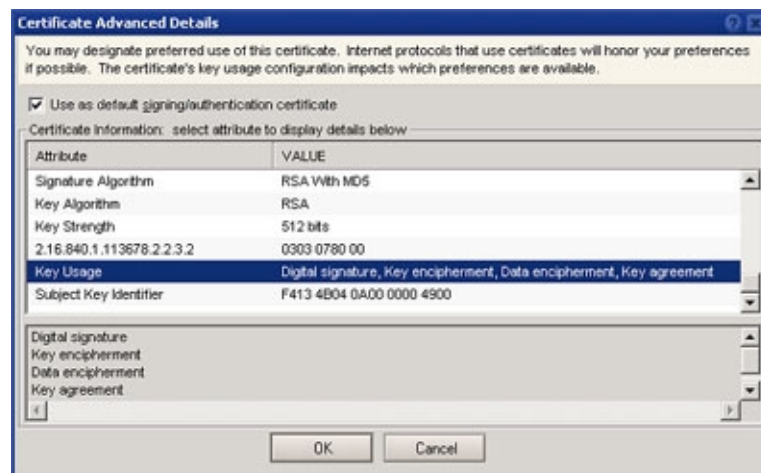 Certificate Advanced Details
You may designate preferred use of this certificate. Internet protocols that use certificates will honor your preferences
if possible. The certificate's key usage configuration impacts which preferences are available.
Use as default signing/authentication certificate
Certificate Information: select attribute to display details below
Attribute VALUE
Signature Algorithm RSA With MD5
Key Algorithm RSA
Key Strength 512 bits
2.16.840.1.113678.2.2.3.2 0303 0780 00
Key Usage Digital signature, Key encipherment, Data encipherment, Key agreement
Subject Key Identifier F413 4B04 0A00 0000 4900
Digital signature
Key encipherment
Data encipherment
Key agreement
OK Cancel